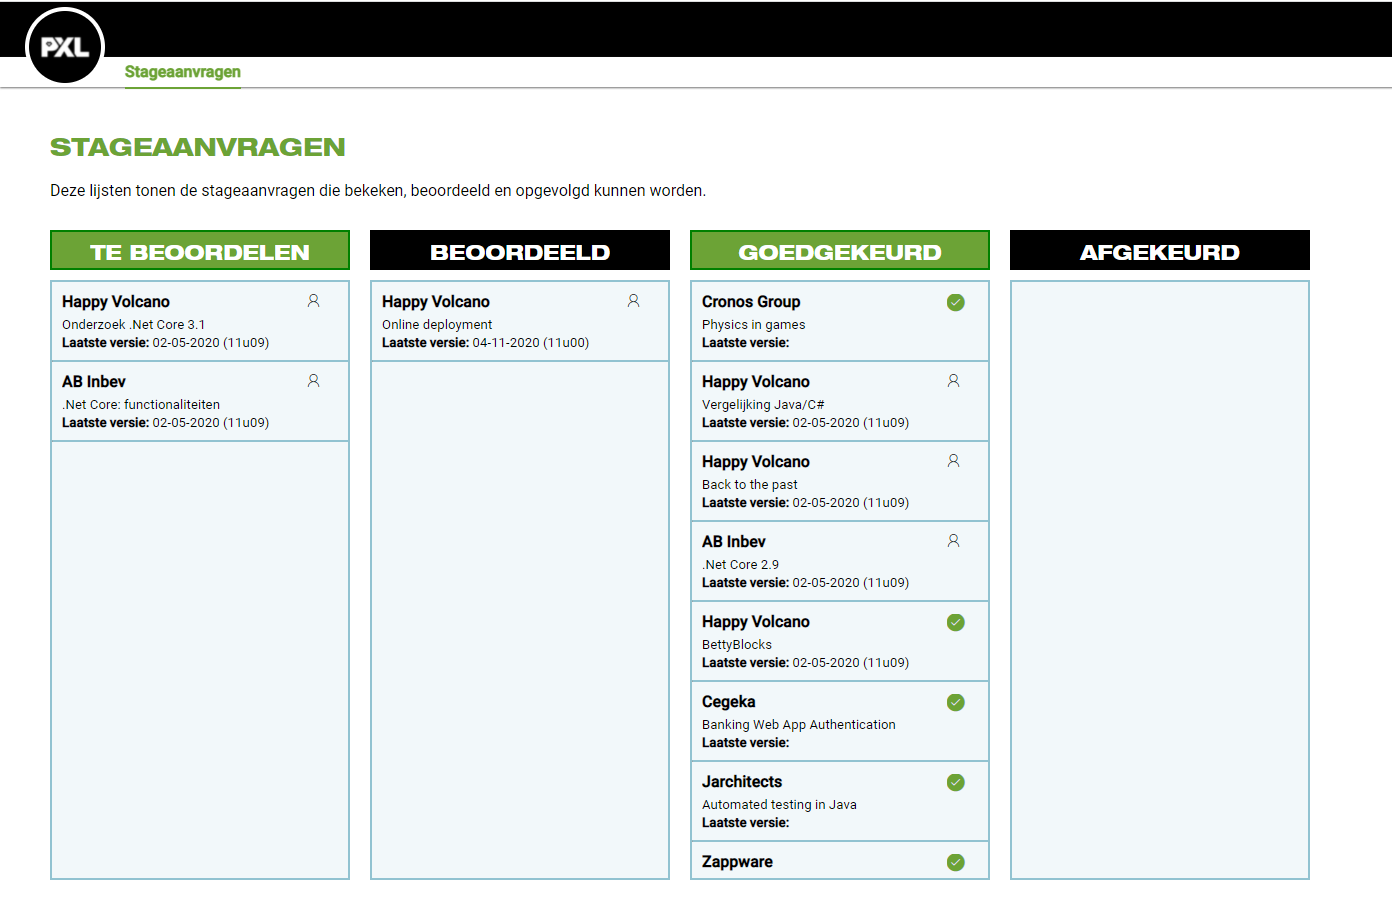 PXL
Stageaanvragen
STAGEAANVRAGEN
Deze lijsten tonen de stageaanvragen die bekeken, beoordeeld en opgevolgd kunnen worden.
TE BEOORDELEN
Happy Volcano
Onderzoek .Net Core 3.1
Laatste versie: 02-05-2020 (11u09)
AB Inbev
.Net Core: functionaliteiten
Laatste versie: 02-05-2020 (11u09)
BEOORDEELD
Happy Volcano
Online deployment
Laatste versie: 04-11-2020 (11u00)
GOEDGEKEURD
Cronos Group
Physics in games
Laatste versie:
Happy Volcano
Vergelijking Java/C#
Laatste versie: 02-05-2020 (11u09)
Happy Volcano
Back to the past
Laatste versie: 02-05-2020 (11u09)
AB Inbev
.Net Core 2.9
Laatste versie: 02-05-2020 (11u09)
Happy Volcano
BettyBlocks
Laatste versie: 02-05-2020 (11u09)
Cegeka
Banking Web App Authentication
Laatste versie:
Jarchitects
Automated testing in Java
Laatste versie:
Zappware
AFGEKEURD